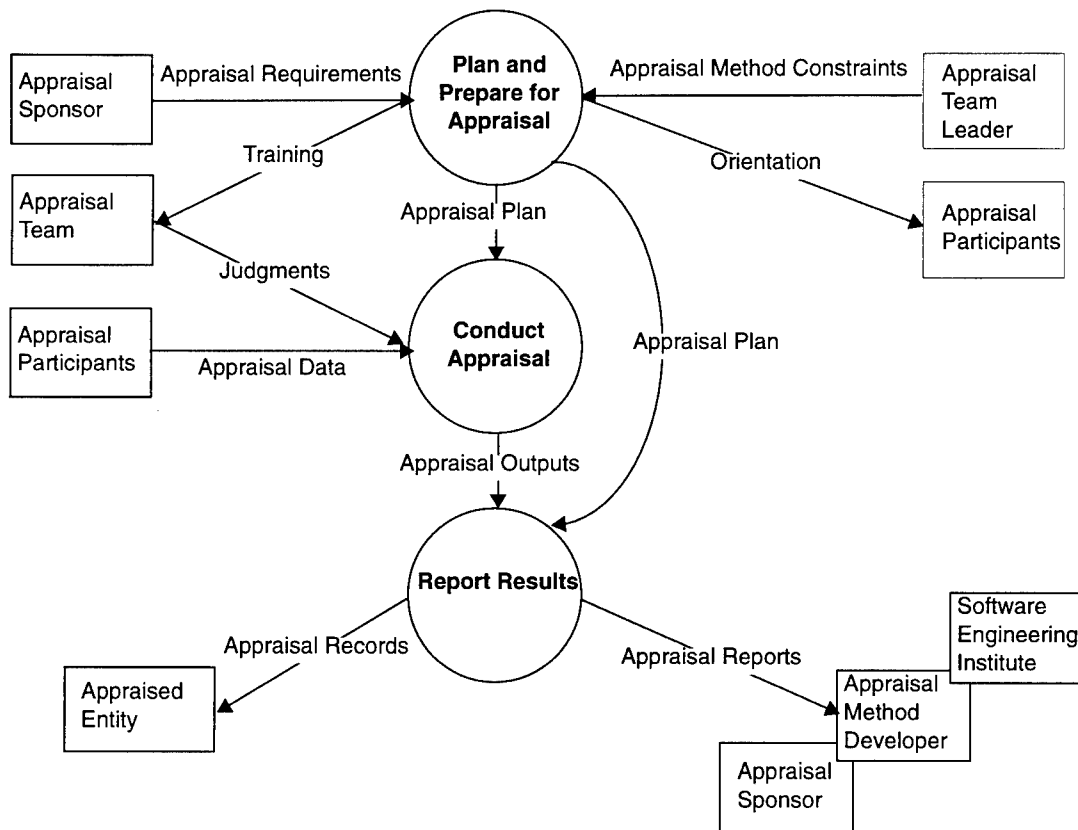 Appraisal
Sponsor
Appraisal Requirements
Plan and
Prepare for
Appraisal
Appraisal Method Constraints
Appraisal
Team
Leader
Training
Orientation
Appraisal
Team
Appraisal Plan
Appraisal
Participants
Judgments
Appraisal
Participants
Appraisal Data
Conduct
Appraisal
Appraisal Plan
Appraisal Outputs
Report Results
Appraisal Records
Appraisal Reports
Appraised
Entity
Software
Engineering
Institute
Appraisal
Method
Developer
Appraisal
Sponsor